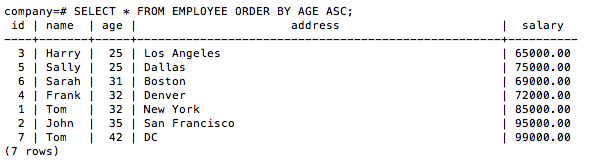 company=# SELECT * FROM EMPLOYEE ORDER BY AGE ASC;
 id | name  | age |                      address                       |  salary
----+-------+-----+----------------------------------------------------+----------
  3 | Harry |  25 | Los Angeles                                        | 65000.00
  5 | Sally |  25 | Dallas                                             | 75000.00
  6 | Sarah |  31 | Boston                                             | 69000.00
  4 | Frank |  32 | Denver                                             | 72000.00
  1 | Tom   |  32 | New York                                           | 85000.00
  2 | John  |  35 | San Francisco                                      | 95000.00
  7 | Tom   |  42 | DC                                                 | 99000.00
(7 rows)